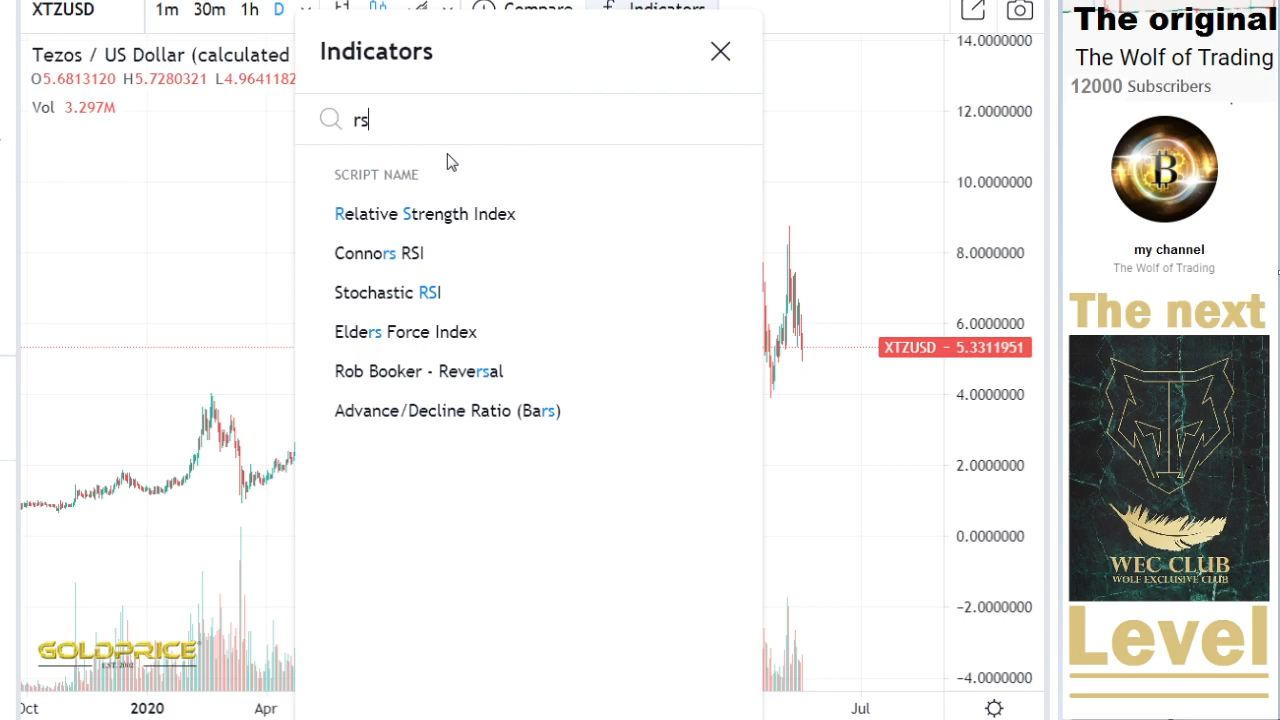 XTZUSD 1m 30m 1h D Compare Indicators
Tezos / US Dollar (calculated
O5.6813120 H5.7280321 L4.9641182
Vol 3.297M
Indicators
rs
SCRIPT NAME
Relative Strength Index
Connors RSI
Stochastic RSI
Elders Force Index
Rob Booker - Reversal
Advance/Decline Ratio (Bars)
14.0000000
12.0000000
10.0000000
8.0000000
6.0000000
XTZUSD - 5.3311951
4.0000000
2.0000000
0.0000000
-2.0000000
-4.0000000
GOLDPRICE
EST. 2002
Oct 2020 Apr Jul
The original
The Wolf of Trading
12000 Subscribers
B
my channel
The Wolf of Trading
The next
WEC CLUB
WOLF EXCLUSIVE CLUB
Level